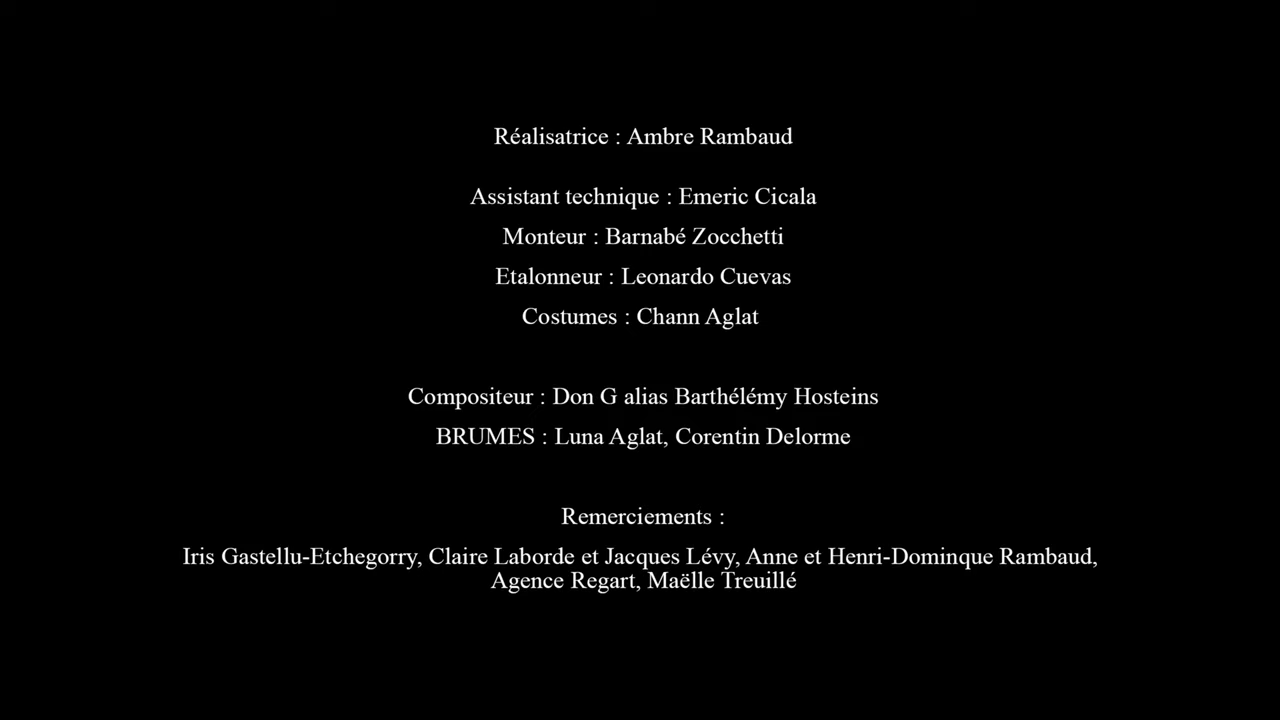 Réalisatrice : Ambre Rambaud
Assistant technique : Emeric Cicala
Monteur : Barnabé Zocchetti
Etalonneur : Leonardo Cuevas
Costumes : Chann Aglat
Compositeur : Don G alias Barthélémy Hosteins
BRUMES : Luna Aglat, Corentin Delorme
Remerciements :
Iris Gastellu-Etchegorry, Claire Laborde et Jacques Lévy, Anne et Henri-Dominque Rambaud,
Agence Regart, Maëlle Treuillé